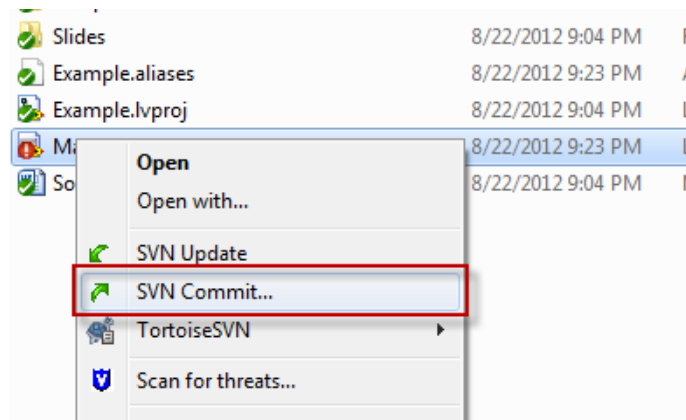 Slides 8/22/2012 9:04 PM
Example.aliases 8/22/2012 9:23 PM
Example.lvproj 8/22/2012 9:04 PM
8/22/2012 9:23 PM
8/22/2012 9:04 PM
Open
Open with...
SVN Update
SVN Commit...
TortoiseSVN
Scan for threats...